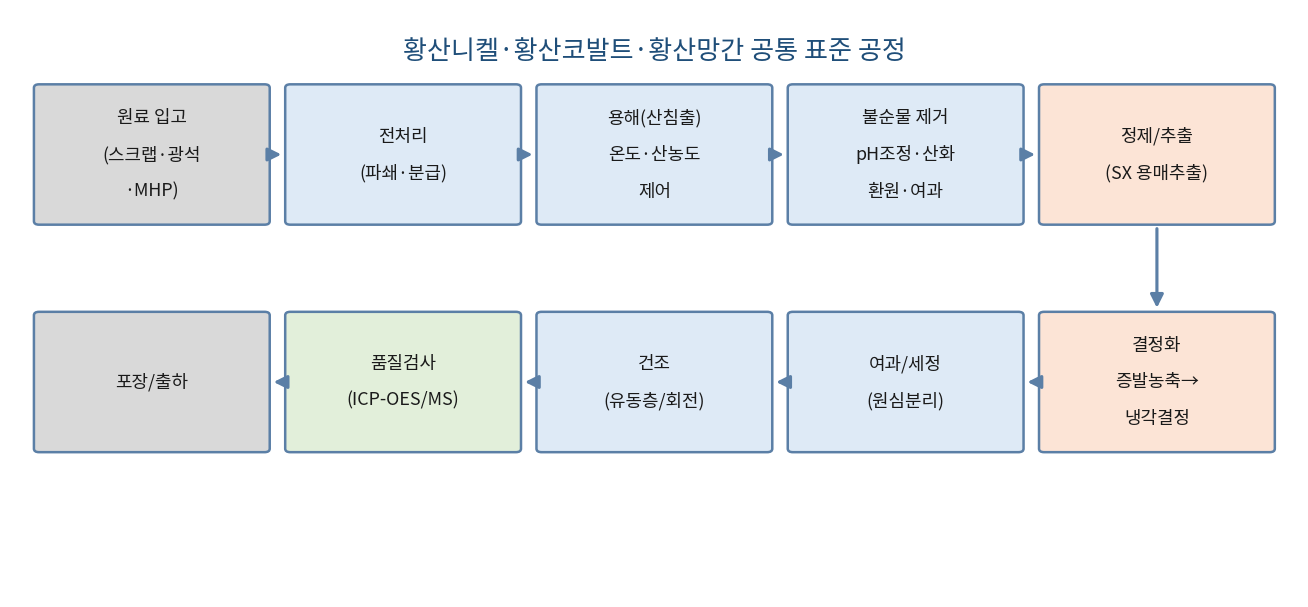 황산니켈·황산코발트·황산망간 공통 표준 공정
원료 입고
(스크랩·광석
·MHP)
전처리
(파쇄·분급)
용해(산침출)
온도·산농도
제어
불순물 제거
pH조정·산화
환원·여과
정제/추출
(SX 용매추출)
결정화
증발농축→
냉각결정
여과/세정
(원심분리)
건조
(유동층/회전)
품질검사
(ICP-OES/MS)
포장/출하